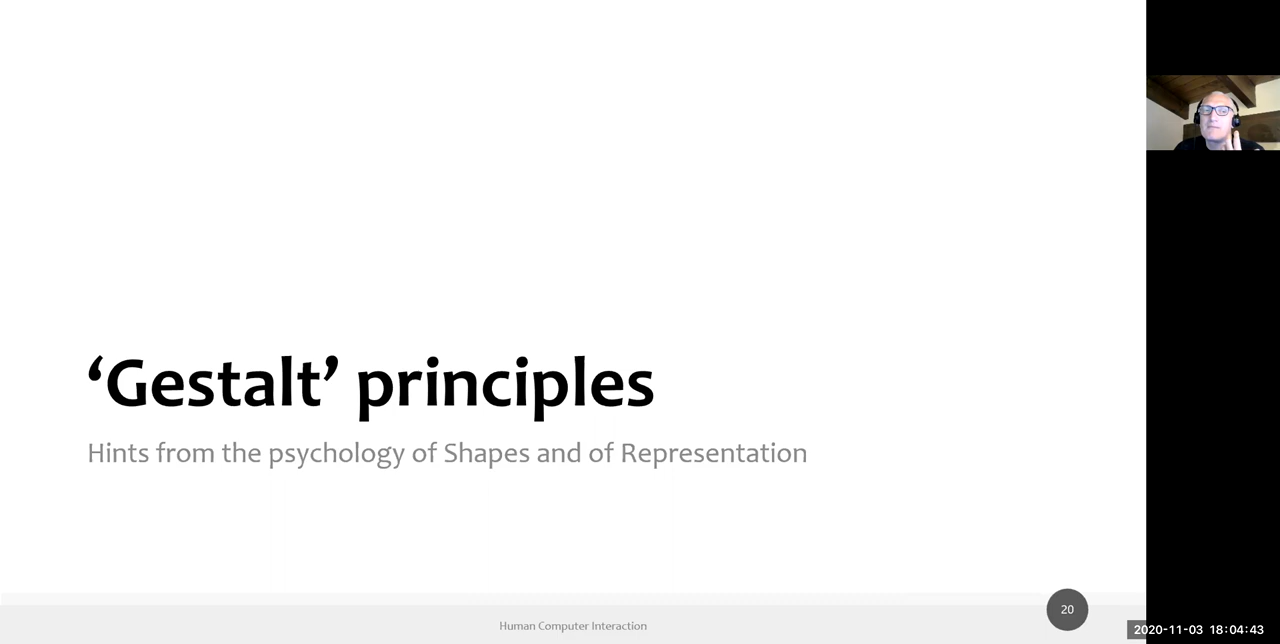 ‘Gestalt’ principles
Hints from the psychology of Shapes and of Representation
20
Human Computer Interaction
2020-11-03 18:04:43